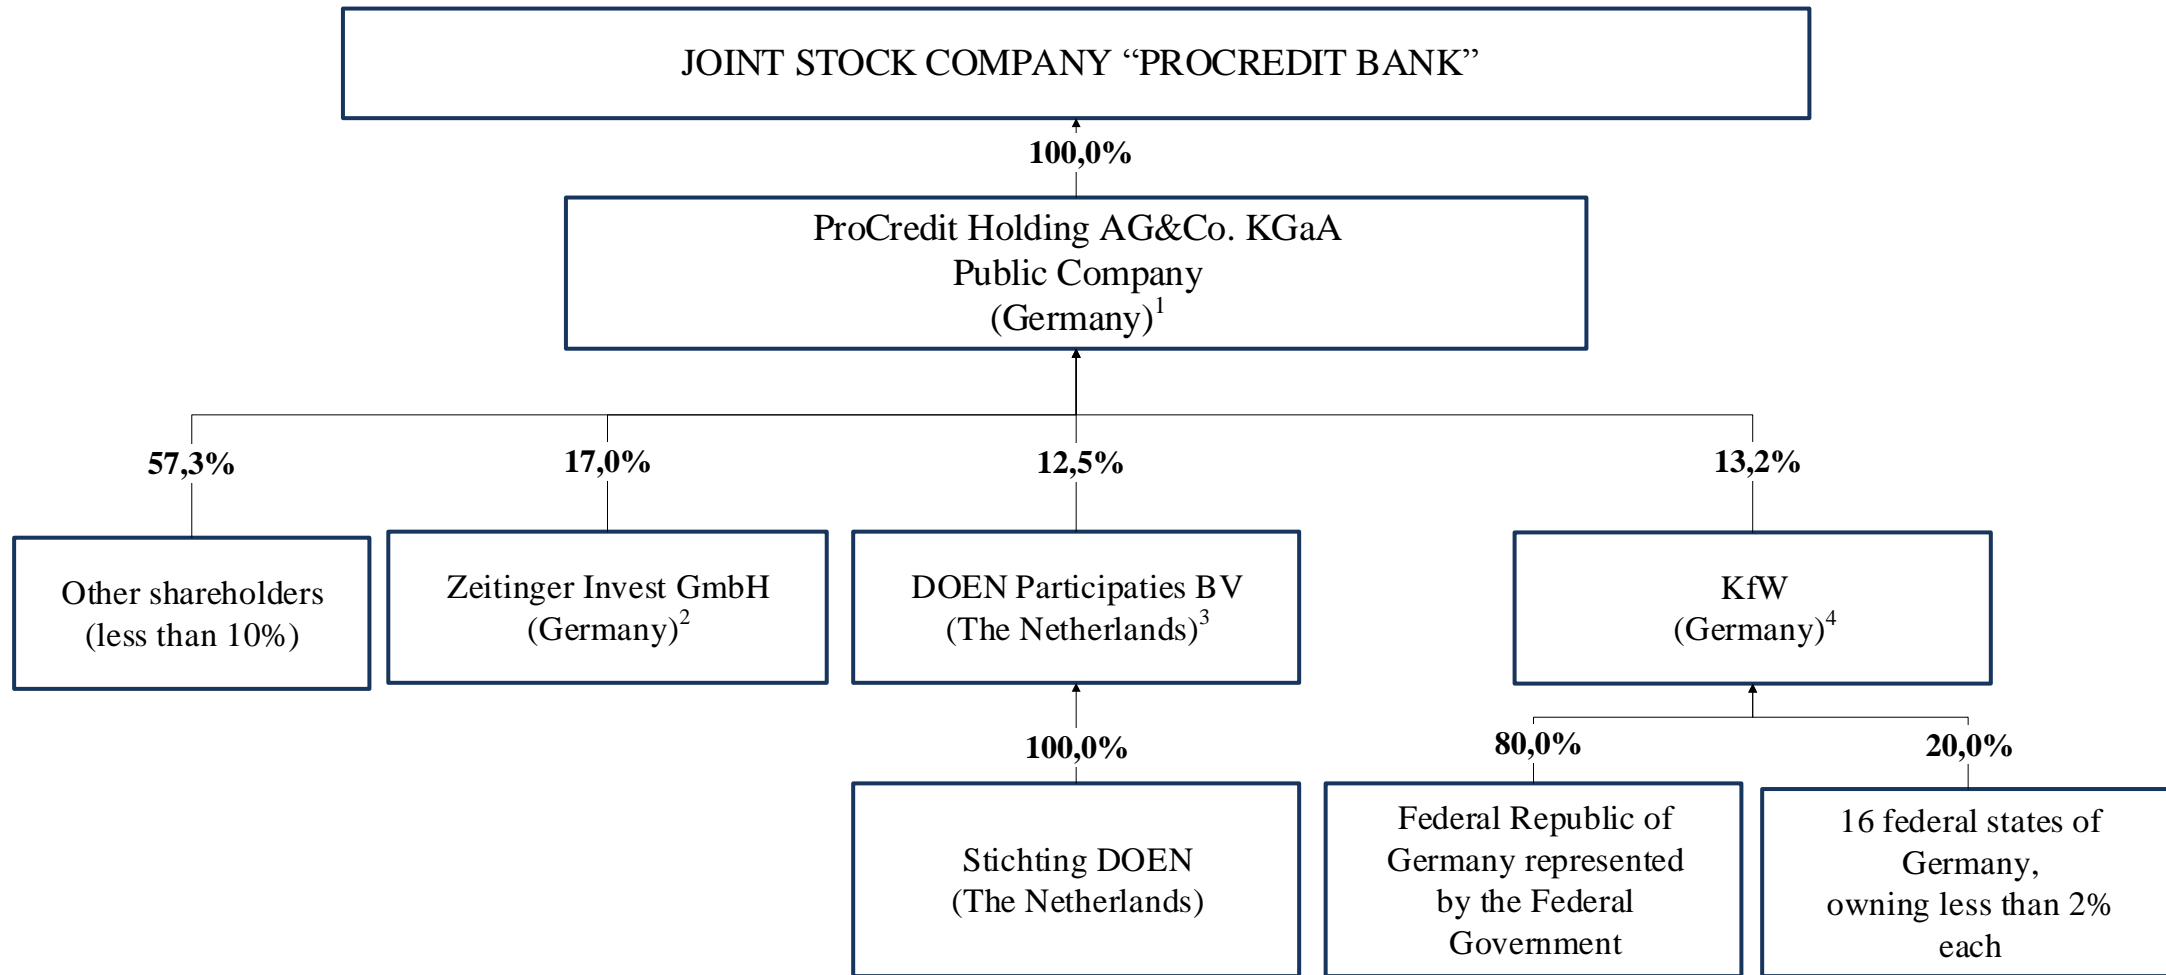 JOINT STOCK COMPANY “PROCREDIT BANK”
100,0%
ProCredit Holding AG&Co. KGaA
Public Company
(Germany)1
57,3%
17,0%
12,5%
13,2%
Other shareholders
(less than 10%)
Zeitinger Invest GmbH
(Germany)2
DOEN Participaties BV
(The Netherlands)3
KfW
(Germany)4
100,0%
80,0%
20,0%
Stichting DOEN
(The Netherlands)
Federal Republic of
Germany represented
by the Federal
Government
16 federal states of
Germany,
owning less than 2%
each